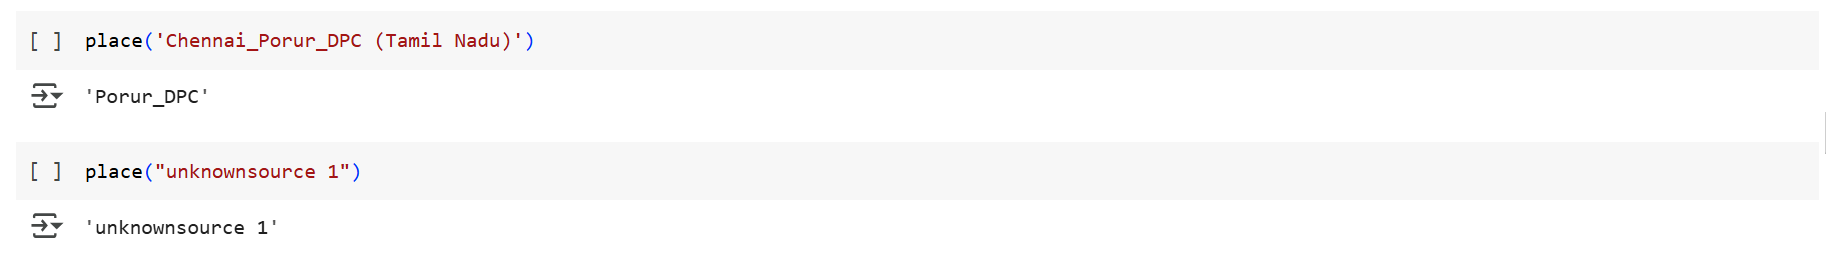 [ ] place('Chennai_Porur_DPC (Tamil Nadu)')
'Porur_DPC'
[ ] place("unknownsource 1")
'unknownsource 1'